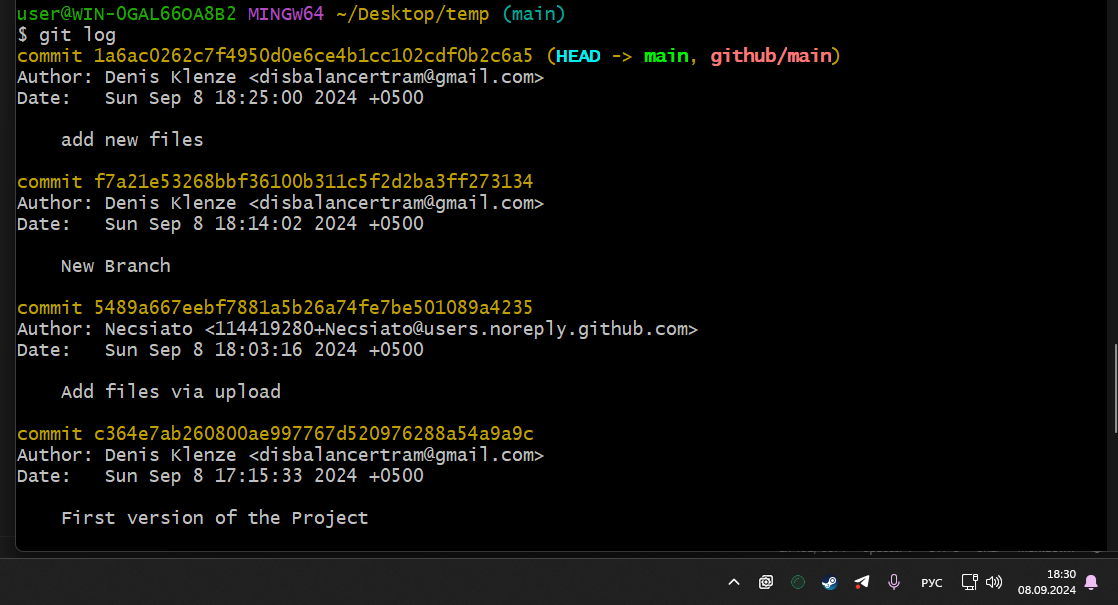 user@WIN-0GAL66OA8B2 MINGW64 ~/Desktop/temp (main)
$ git log
commit 1a6ac0262c7f4950d0e6ce4b1cc102cdf0b2c6a5 (HEAD -> main, github/main)
Author: Denis Klenze <disbalancertram@gmail.com>
Date:   Sun Sep 8 18:25:00 2024 +0500
add new files
commit f7a21e53268bbf36100b311c5f2d2ba3ff273134
Author: Denis Klenze <disbalancertram@gmail.com>
Date:   Sun Sep 8 18:14:02 2024 +0500
New Branch
commit 5489a667eebf7881a5b26a74fe7be501089a4235
Author: Necsiato <114419280+Necsiato@users.noreply.github.com>
Date:   Sun Sep 8 18:03:16 2024 +0500
Add files via upload
commit c364e7ab260800ae997767d520976288a54a9a9c
Author: Denis Klenze <disbalancertram@gmail.com>
Date:   Sun Sep 8 17:15:33 2024 +0500
First version of the Project
РУС
18:30
08.09.2024